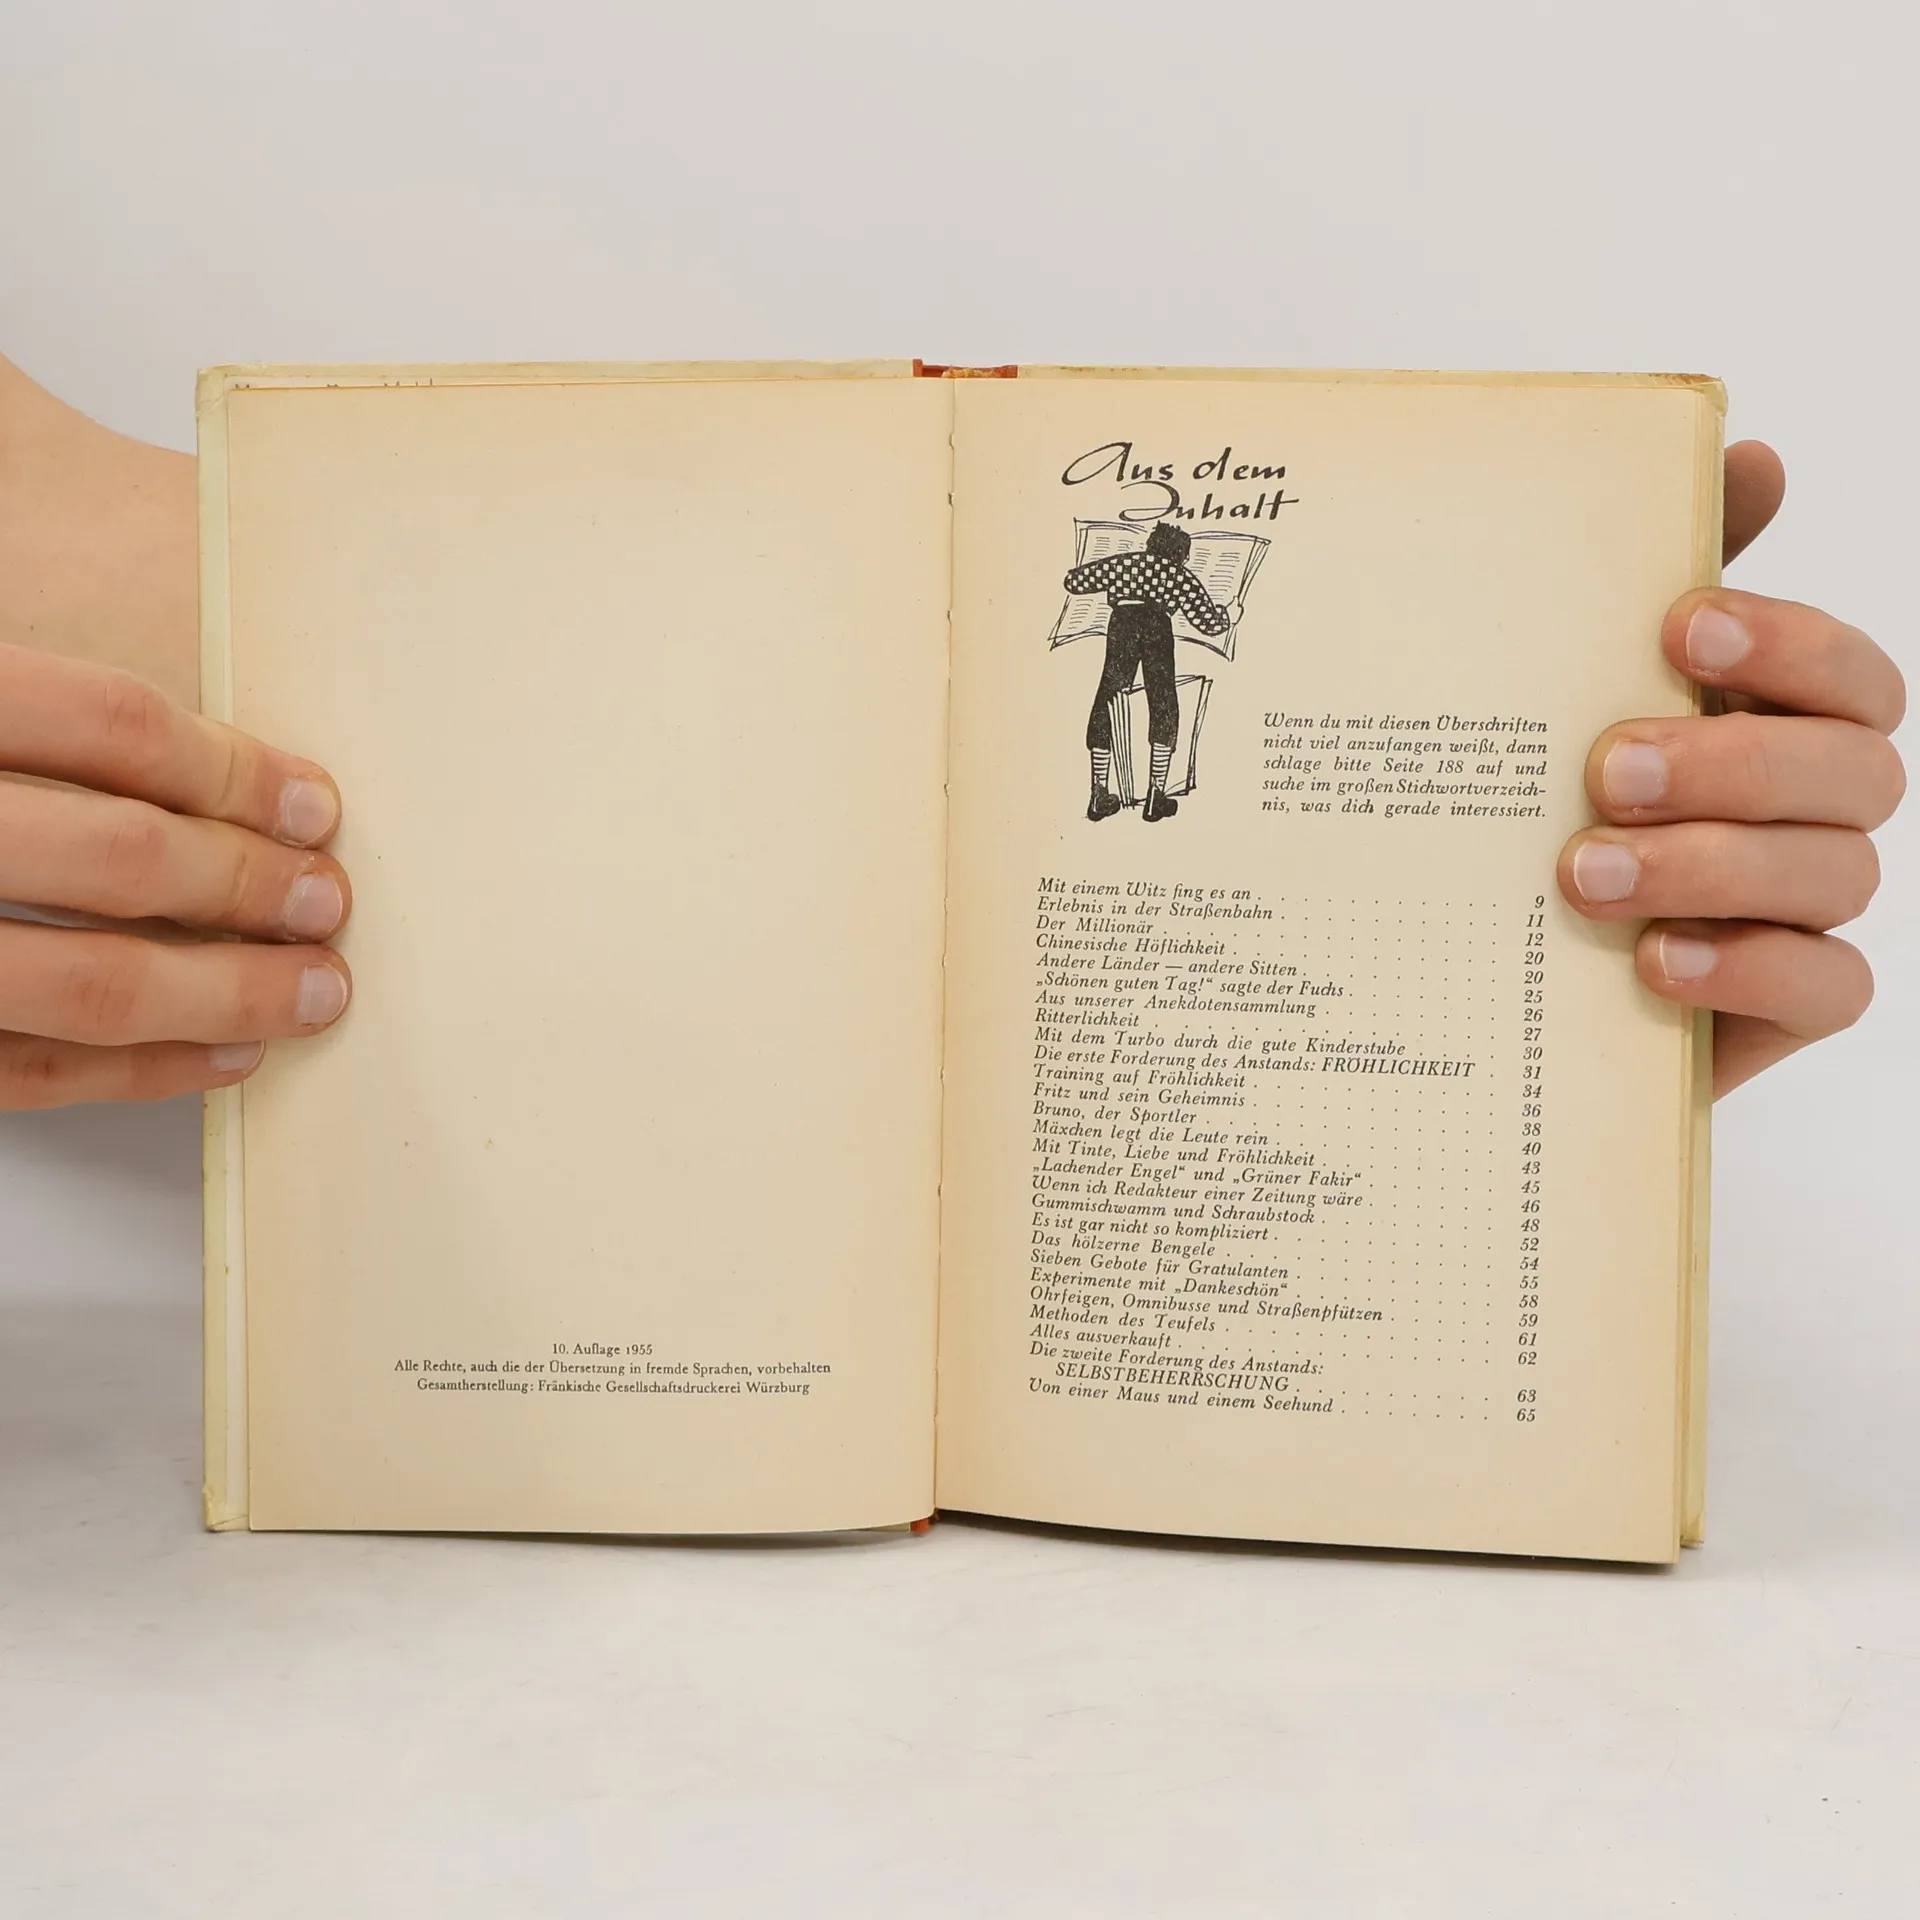 10. Auflage 1955
Alle Rechte, auch die der Übersetzung in fremde Sprachen, vorbehalten
Gesamtherstellung: Fränkische Gesellschaftsdruckerei Würzburg
Aus dem
Inhalt
Wenn du mit diesen Überschriften
nicht viel anzufangen weißt, dann
schlage bitte Seite 188 auf und
suche im großen Stichwortverzeich-
nis, was dich gerade interessiert.
Mit einem Witz fing es an . . . . . . . . . . . 9
Erlebnis in der Straßenbahn . . . . . . . . . . 11
Der Millionär . . . . . . . . . . . . . . . 12
Chinesische Höflichkeit . . . . . . . . . . . . 20
Andere Länder — andere Sitten . . . . . . . . . 20
„Schönen guten Tag!“ sagte der Fuchs . . . . . . . 25
Aus unserer Anekdotensammlung . . . . . . . . 26
Ritterlichkeit . . . . . . . . . . . . . . . 27
Mit dem Turbo durch die gute Kinderstube . . . . 30
Die erste Forderung des Anstands: FRÖHLICHKEIT . 31
Training auf Fröhlichkeit . . . . . . . . . . . 34
Fritz und sein Geheimnis . . . . . . . . . . . 36
Bruno, der Sportler . . . . . . . . . . . . . 38
Mäxchen legt die Leute rein . . . . . . . . . . 40
Mit Tinte, Liebe und Fröhlichkeit . . . . . . . . 43
„Lachender Engel“ und „Grüner Fakir“ . . . . . . 45
Wenn ich Redakteur einer Zeitung wäre . . . . . . 46
Gummischwamm und Schraubstock . . . . . . . . 48
Es ist gar nicht so kompliziert . . . . . . . . . . 52
Das hölzerne Bengele . . . . . . . . . . . . 54
Sieben Gebote für Gratulanten . . . . . . . . . 55
Experimente mit „Dankeschön“ . . . . . . . . . 58
Ohrfeigen, Omnibusse und Straßenpfützen . . . . . 59
Methoden des Teufels . . . . . . . . . . . . 61
Alles ausverkauft . . . . . . . . . . . . . . 62
Die zweite Forderung des Anstands:
SELBSTBEHERRSCHUNG . . . . . . . . . 63
Von einer Maus und einem Seehund . . . . . . . 65